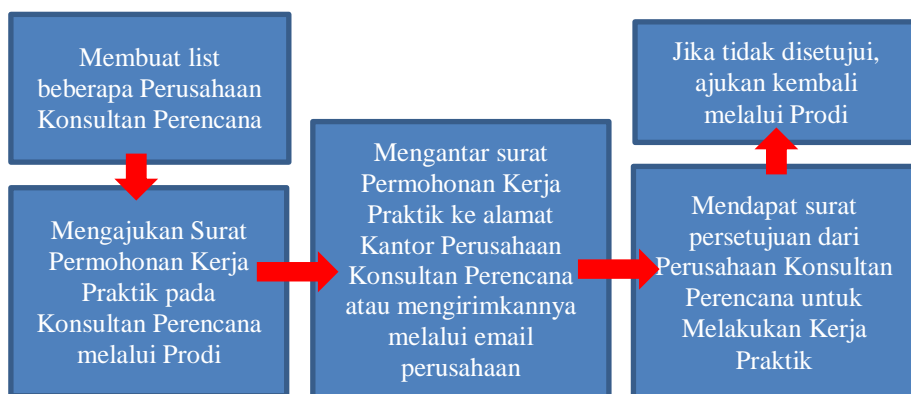 Membuat list
beberapa Perusahaan
Konsultan Perencana
Mengajukan Surat
Permohonan Kerja
Praktik pada
Konsultan Perencana
melalui Prodi
Mengantar surat
Permohonan Kerja
Praktik ke alamat
Kantor Perusahaan
Konsultan Perencana
atau mengirimkannya
melalui email
perusahaan
Mendapat surat
persetujuan dari
Perusahaan Konsultan
Perencana untuk
Melakukan Kerja
Praktik
Jika tidak disetujui,
ajukan kembali
melalui Prodi